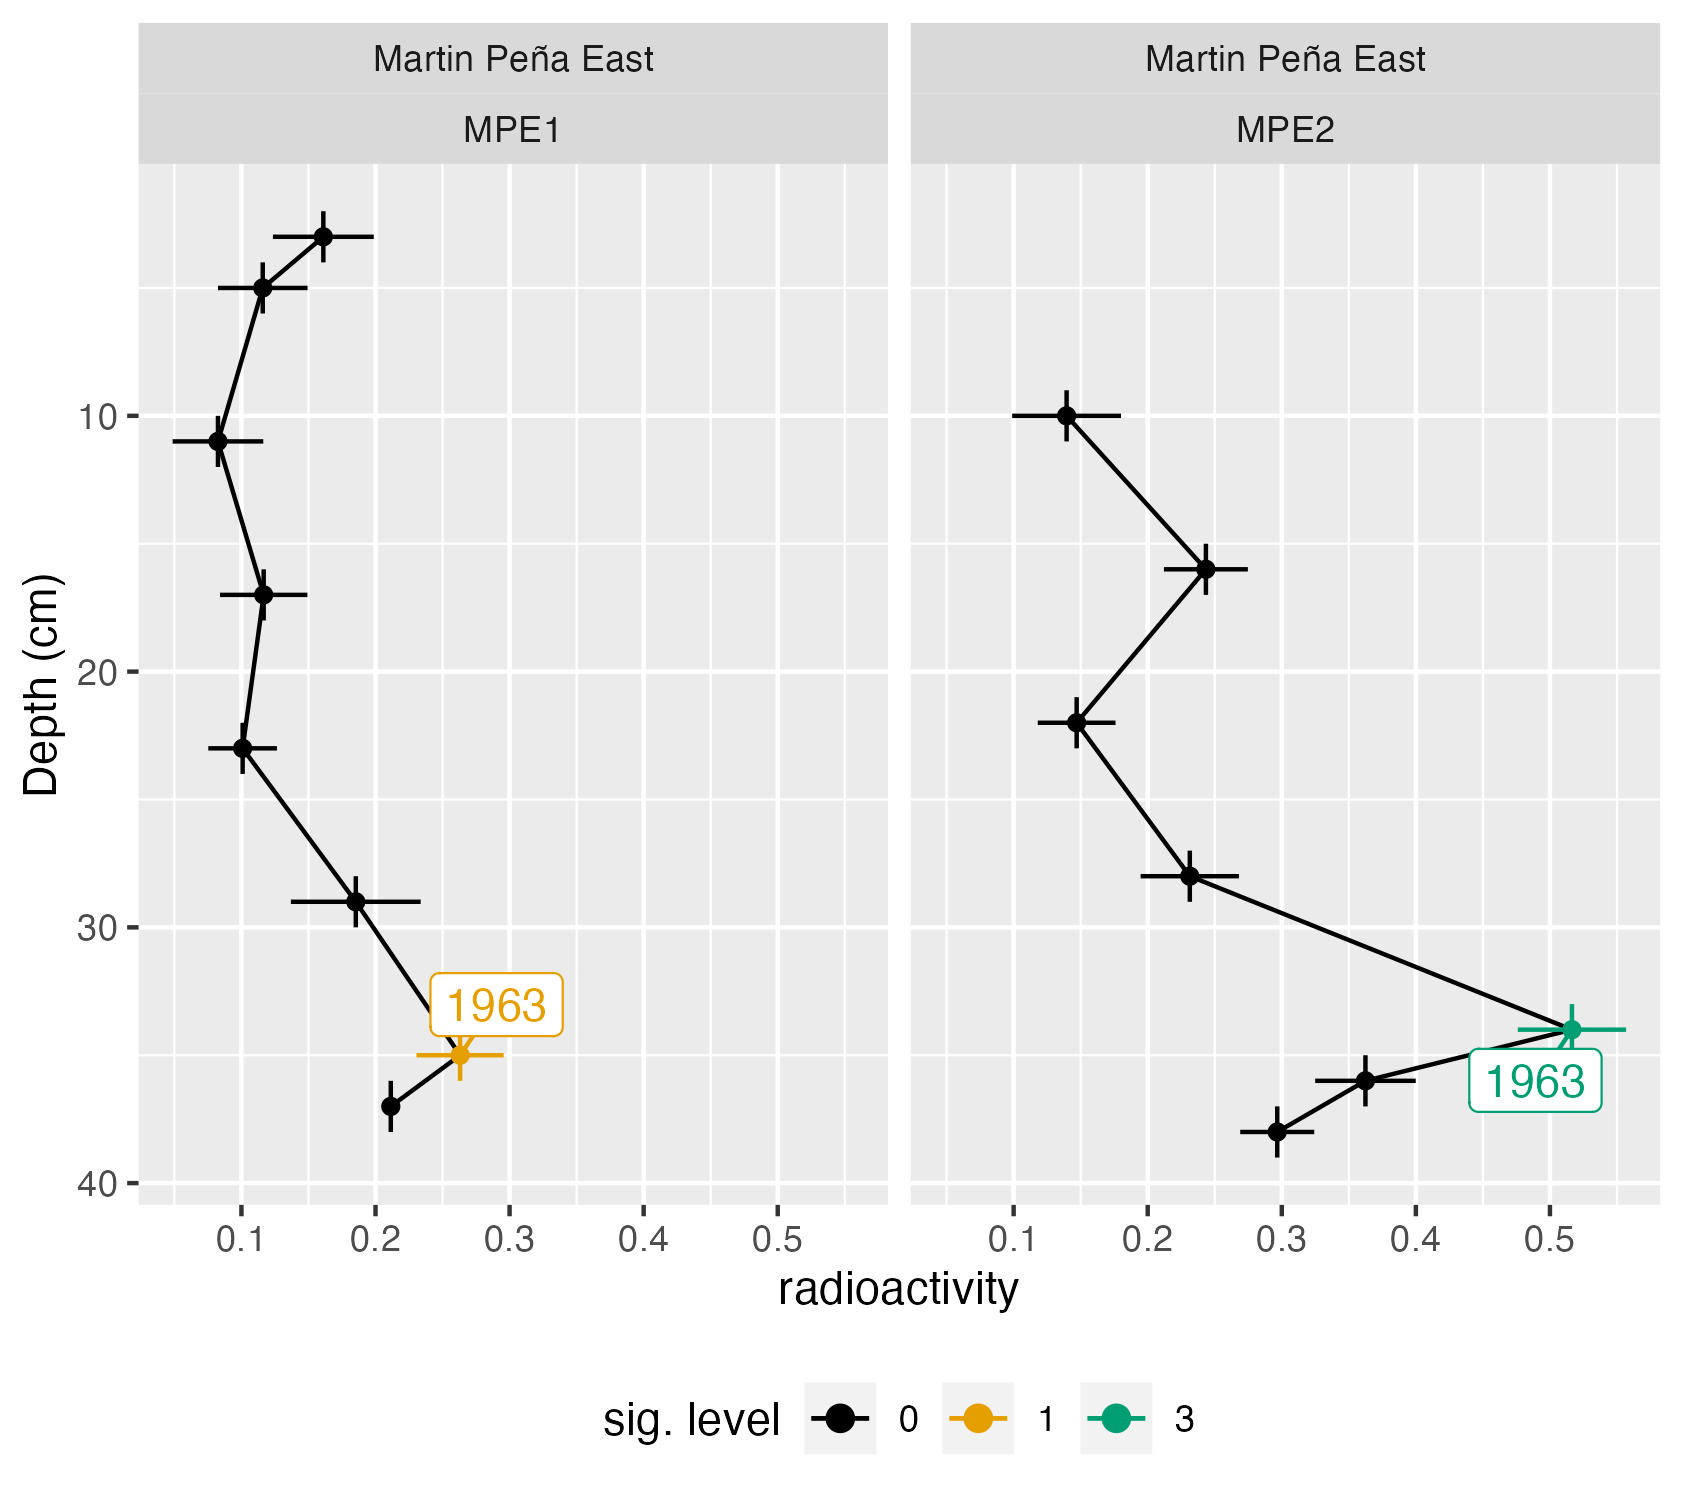 Martin Peña East
Martin Peña East
MPE1
MPE2
Depth (cm)
10
20
30
40
1963
1963
0.1 0.2 0.3 0.4 0.5
0.1 0.2 0.3 0.4 0.5
radioactivity
sig. level 0 1 3